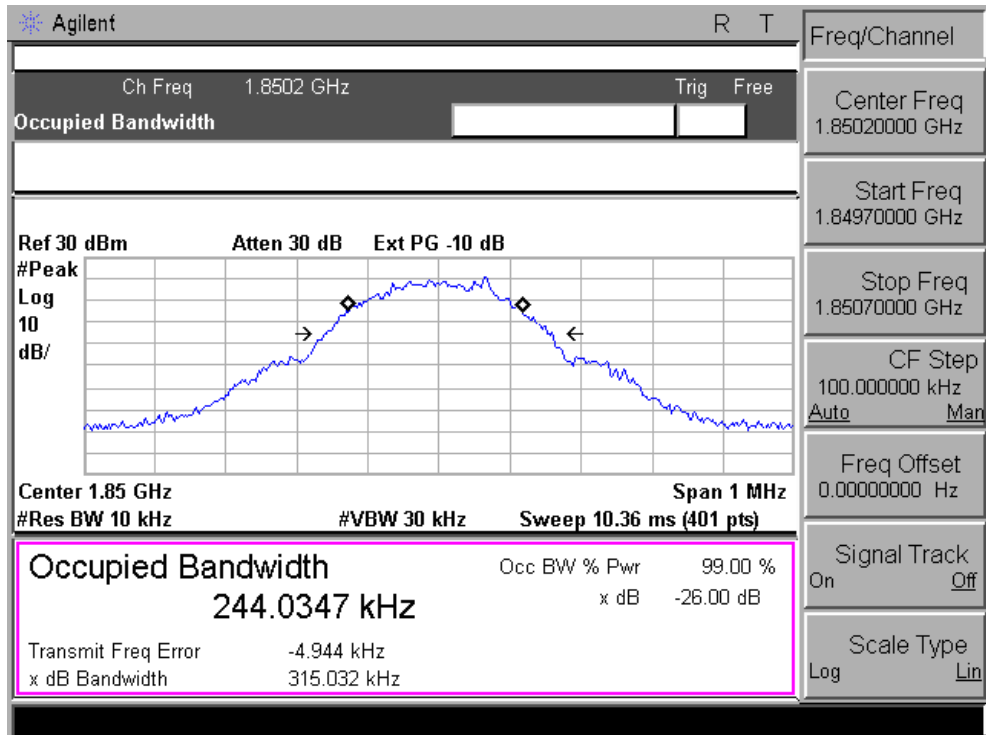 Agilent R T
Ch Freq 1.8502 GHz Trig Free
Occupied Bandwidth
Ref 30 dBm Atten 30 dB Ext PG -10 dB
#Peak
Log
10
dB/
Center 1.85 GHz Span 1 MHz
#Res BW 10 kHz #VBW 30 kHz Sweep 10.36 ms (401 pts)
Occupied Bandwidth
244.0347 kHz
Occ BW % Pwr 99.00 %
x dB -26.00 dB
Transmit Freq Error -4.944 kHz
x dB Bandwidth 315.032 kHz
Freq/Channel
Center Freq
1.85020000 GHz
Start Freq
1.84970000 GHz
Stop Freq
1.85070000 GHz
CF Step
100.000000 kHz
Auto Man
Freq Offset
0.00000000 Hz
Signal Track
On Off
Scale Type
Log Lin